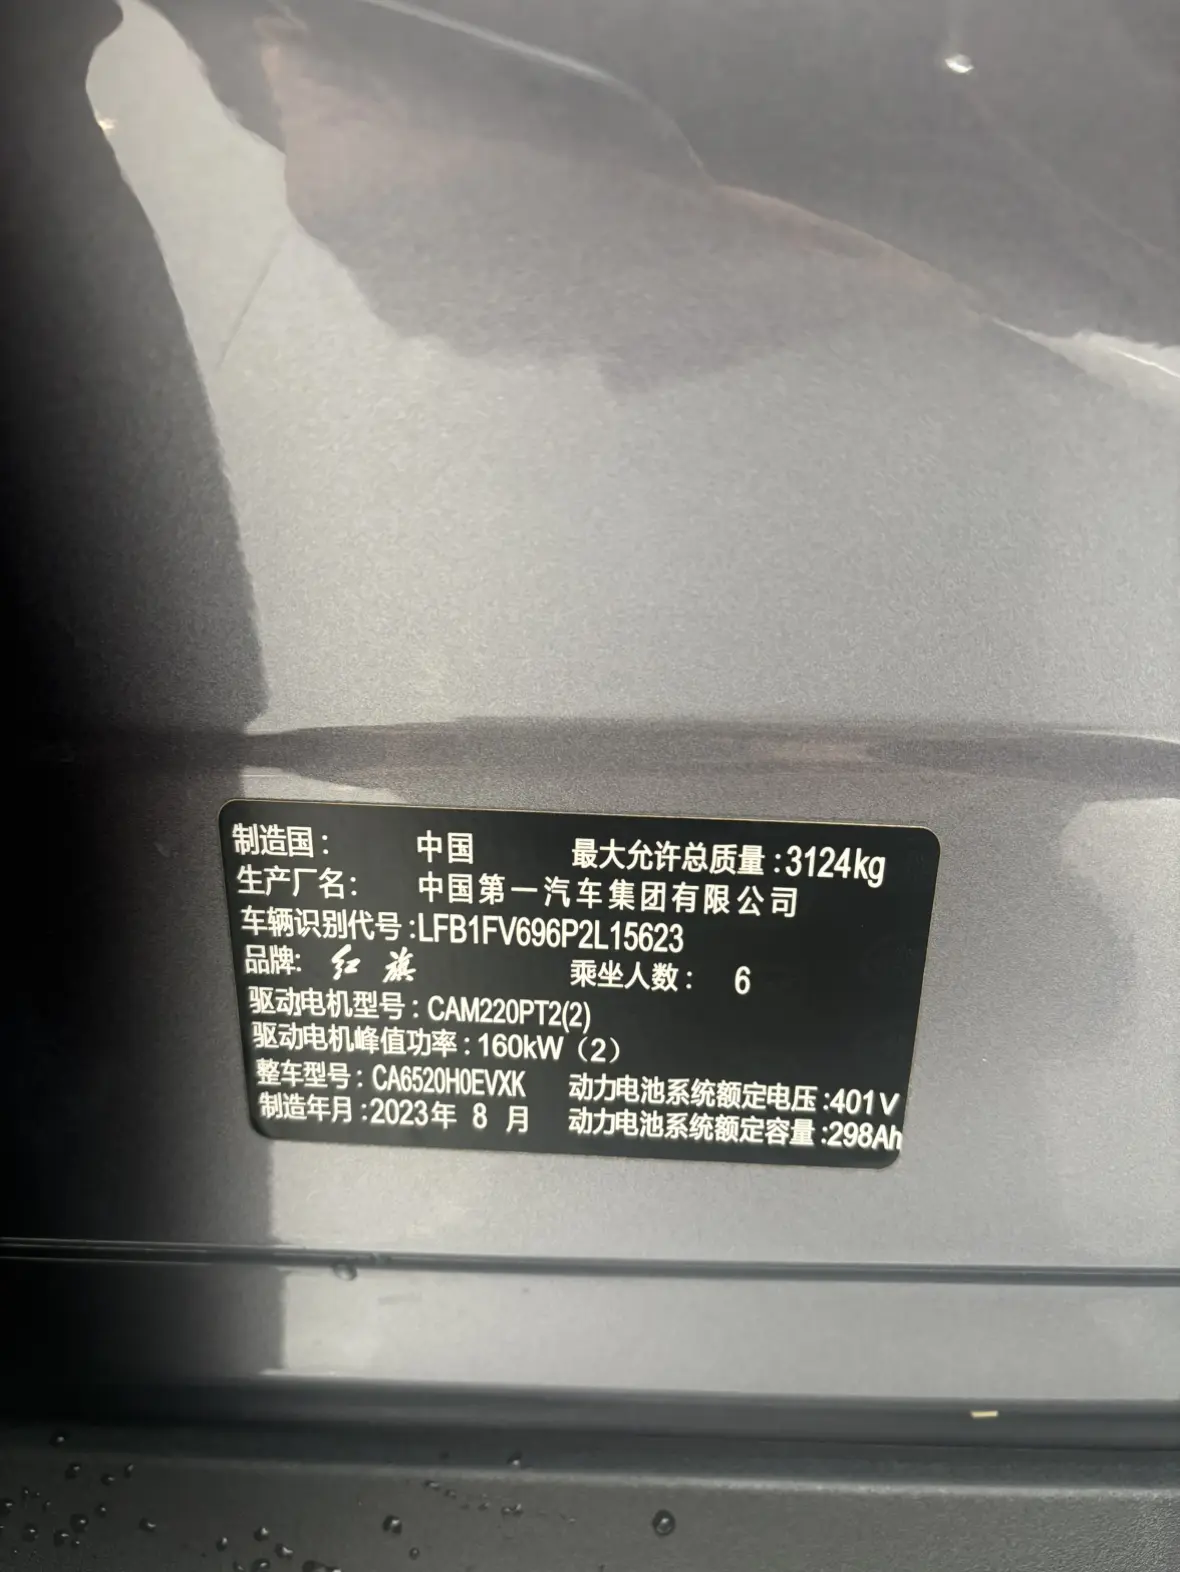 制造国： 中国 最大允许总质量:3124kg
生产厂名： 中国第一汽车集团有限公司
车辆识别代号:LFB1FV696P2L15623
品牌: 红旗 乘坐人数： 6
驱动电机型号:CAM220PT2(2)
驱动电机峰值功率:160kW（2）
整车型号:CA6520H0EVXK 动力电池系统额定电压:401V
制造年月:2023年 8 月 动力电池系统额定容量:298Ah